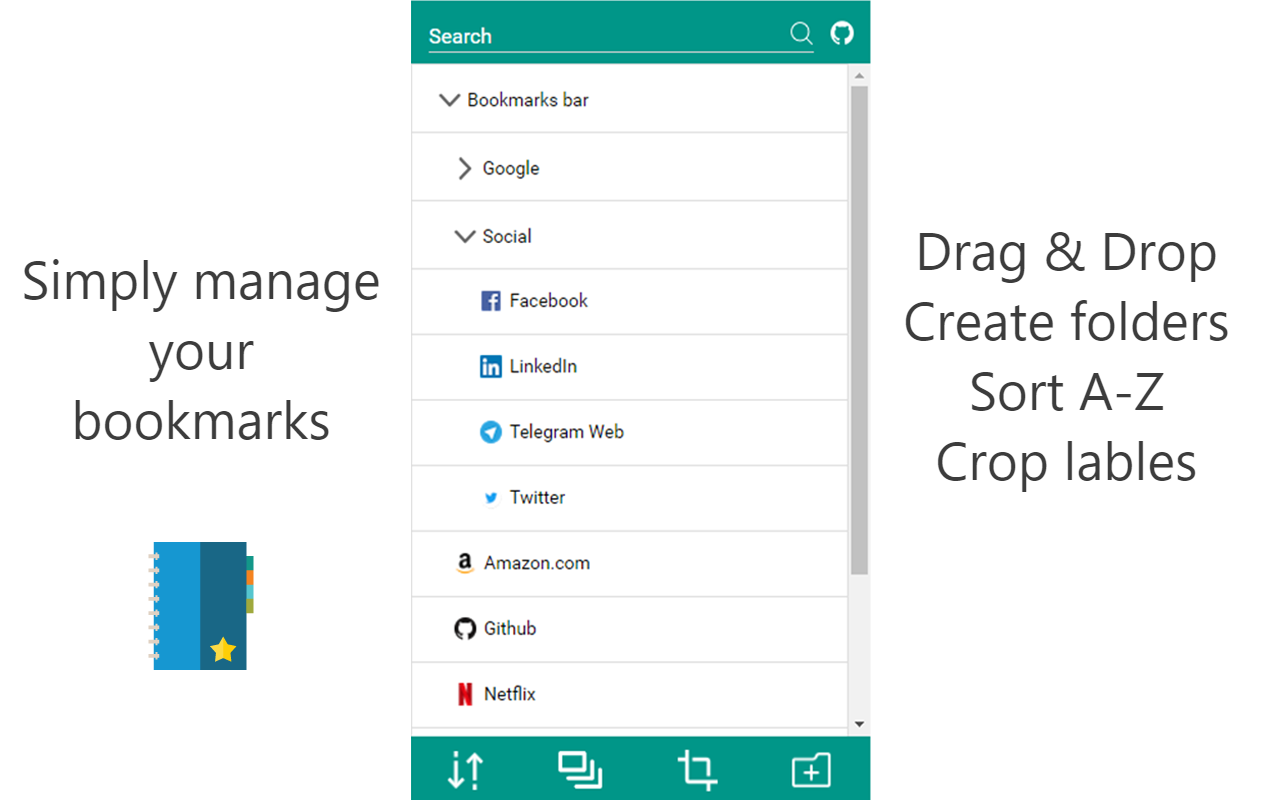 Simply manage
your
bookmarks
Search
Bookmarks bar
Google
Social
Facebook
LinkedIn
Telegram Web
Twitter
Amazon.com
Github
Netflix
Drag & Drop
Create folders
Sort A-Z
Crop lables